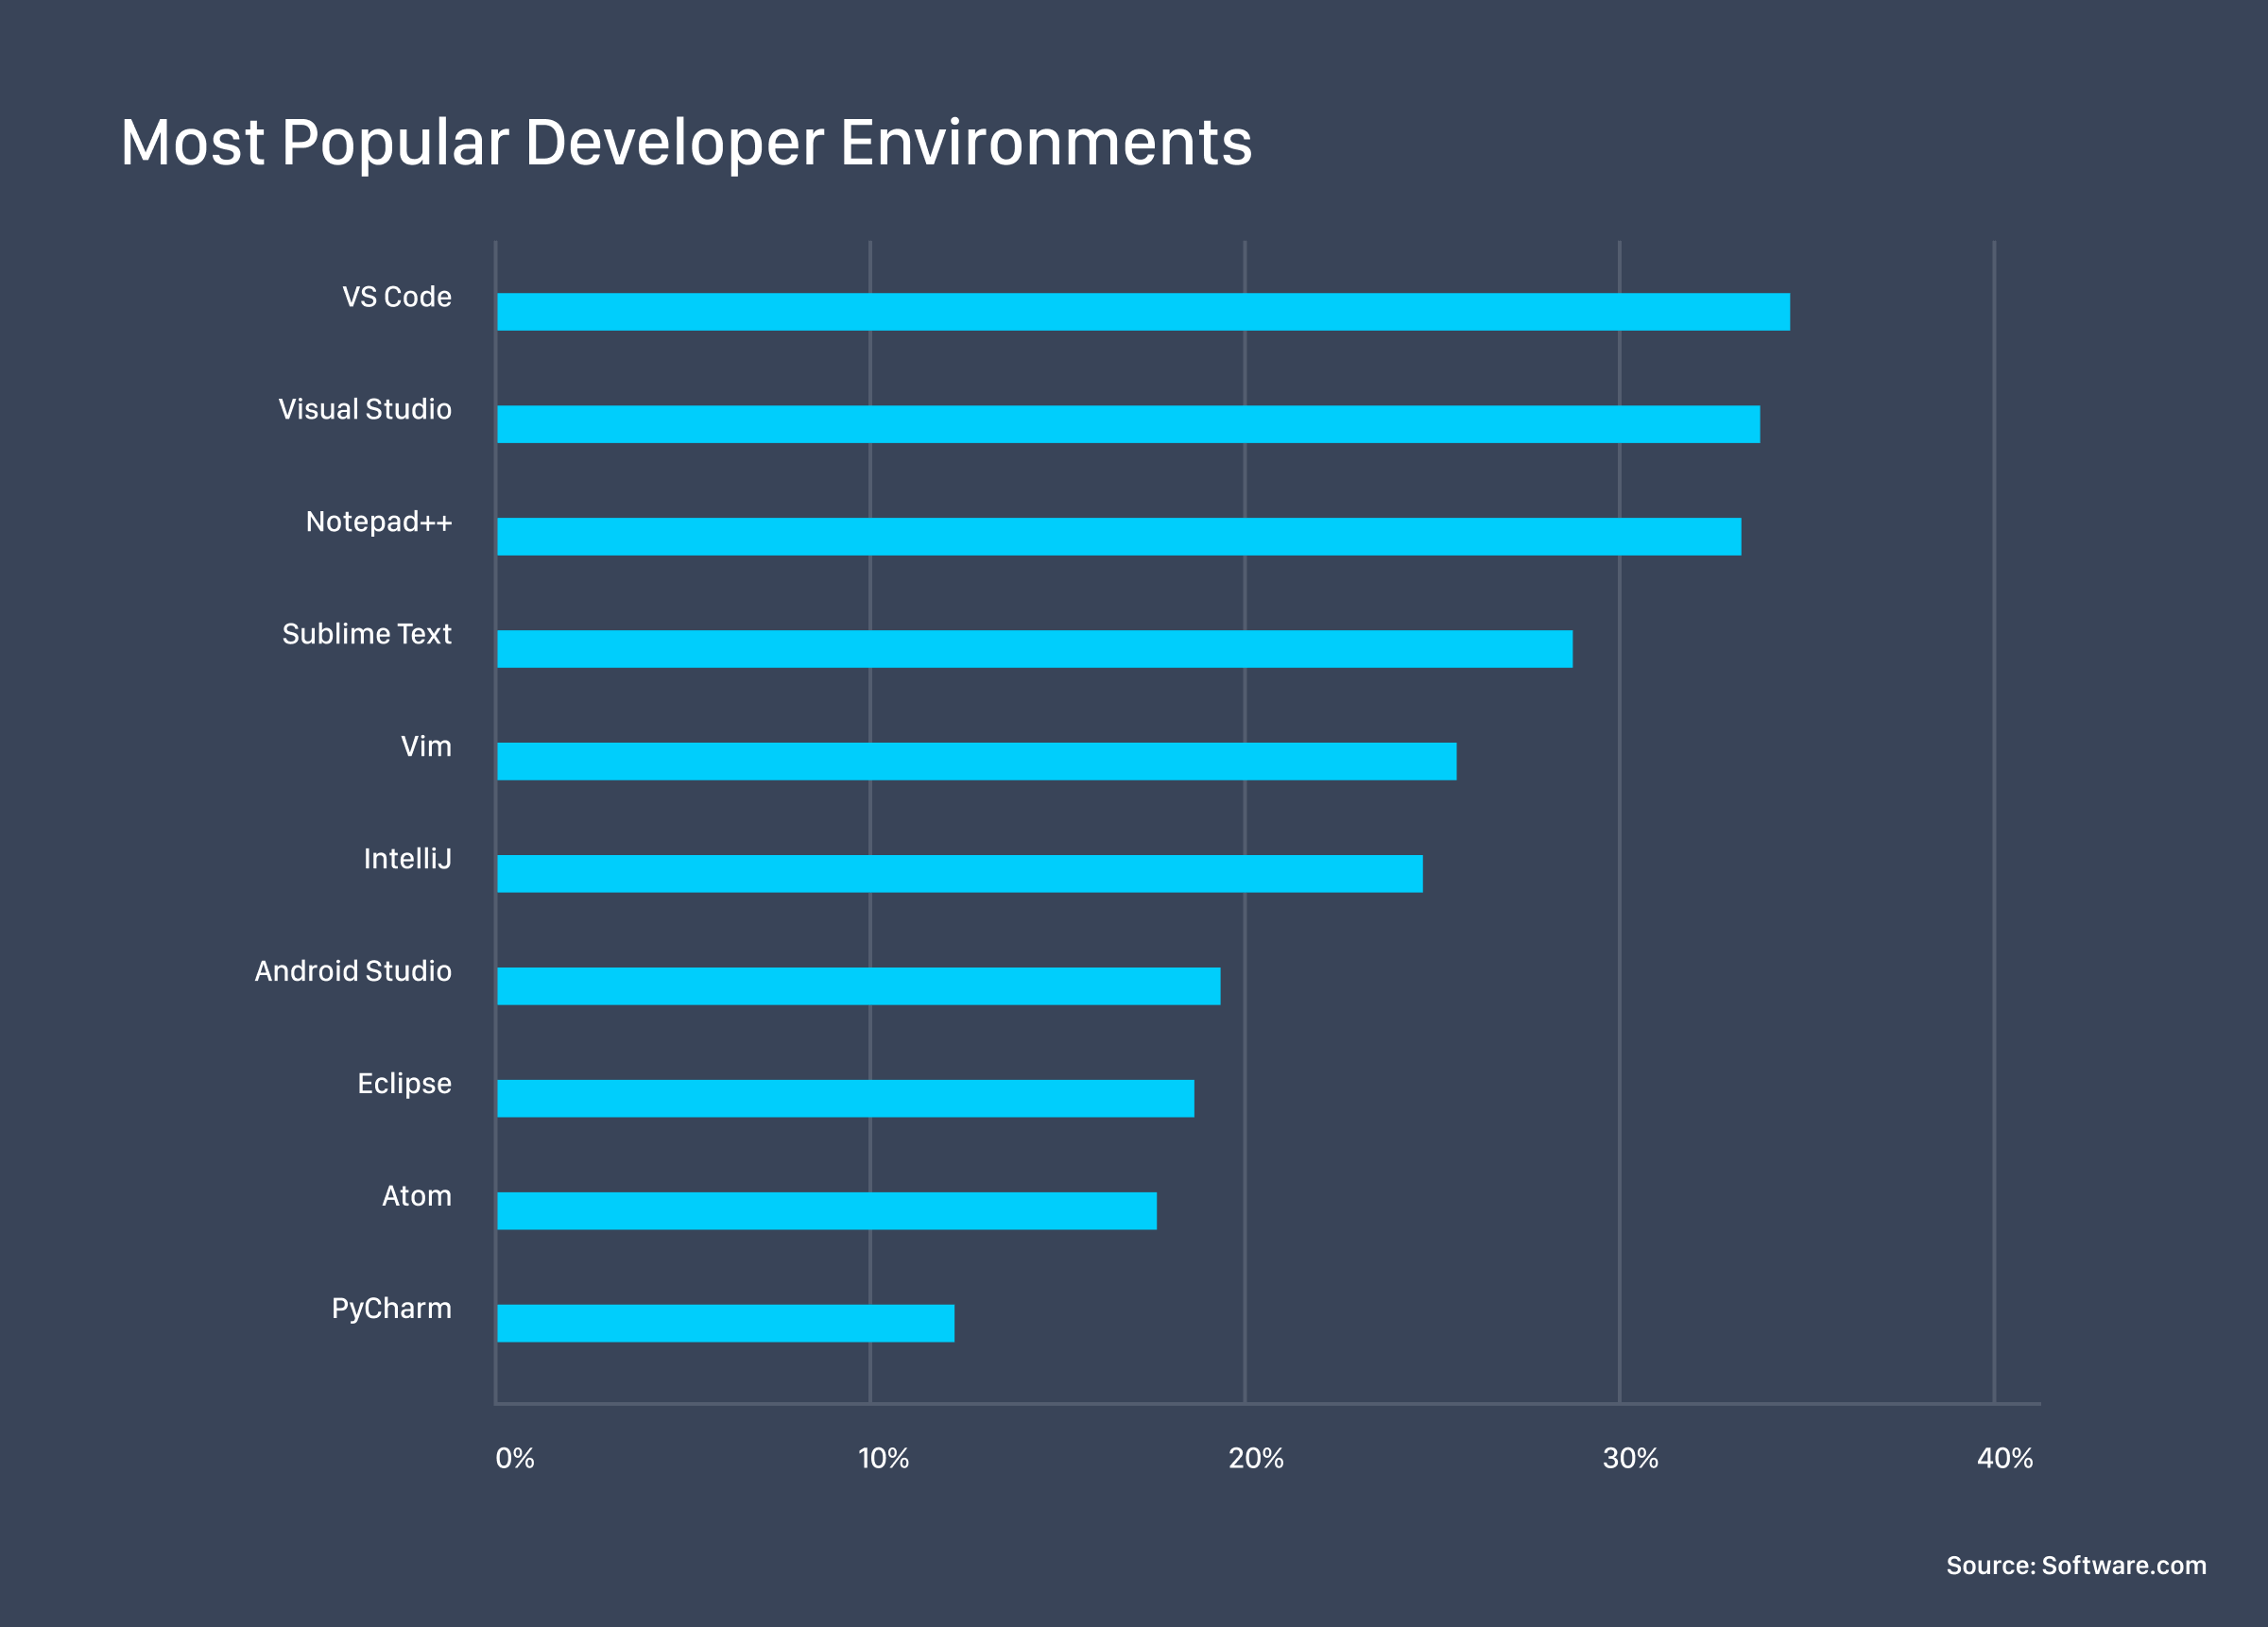 Most Popular Developer Environments
VS Code
Visual Studio
Notepad++
Sublime Text
Vim
IntelliJ
Android Studio
Eclipse
Atom
PyCharm
0% 10% 20% 30% 40%
Source: Software.com